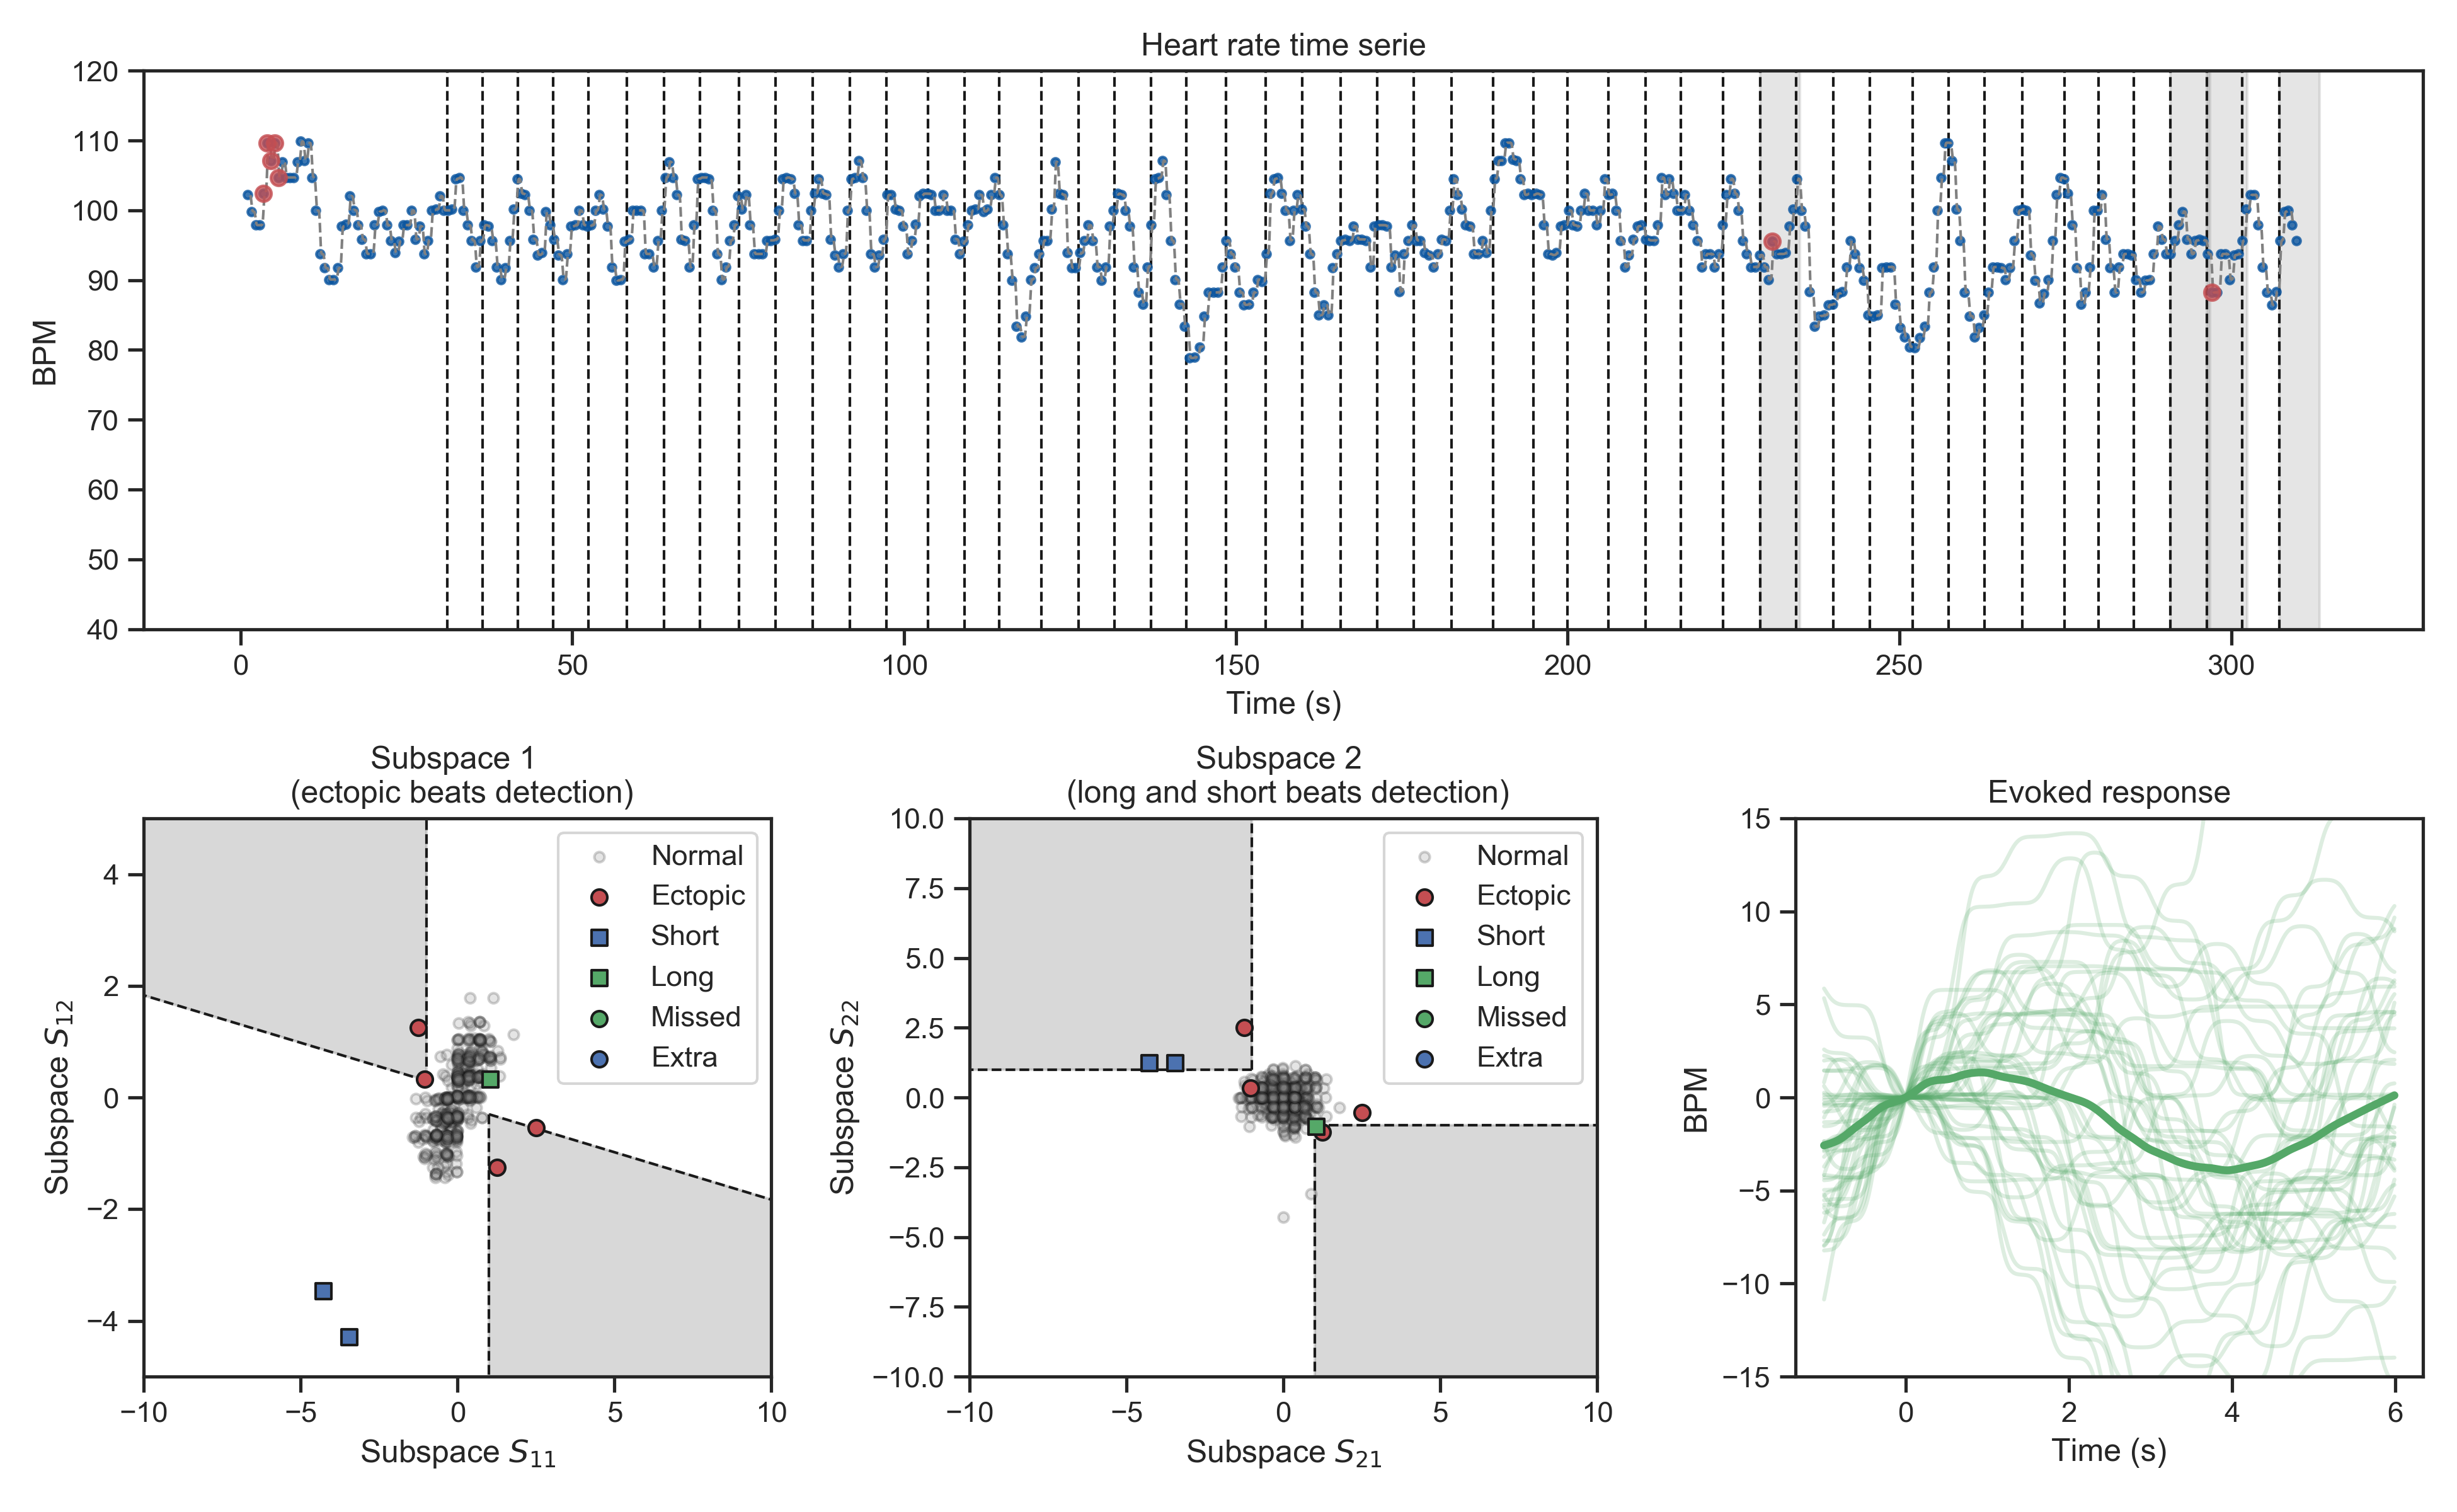 Heart rate time serie
120
110
100
90
80
70
60
50
40
BPM
0 50 100 150 200 250 300
Time (s)
Subspace 1
(ectopic beats detection)
4
2
0
−2
−4
Subspace S12
Normal
Ectopic
Short
Long
Missed
Extra
−10 −5 0 5 10
Subspace S11
Subspace 2
(long and short beats detection)
10.0
7.5
5.0
2.5
0.0
−2.5
−5.0
−7.5
−10.0
Subspace S22
Normal
Ectopic
Short
Long
Missed
Extra
−10 −5 0 5 10
Subspace S21
Evoked response
15
10
5
0
−5
−10
−15
BPM
0 2 4 6
Time (s)